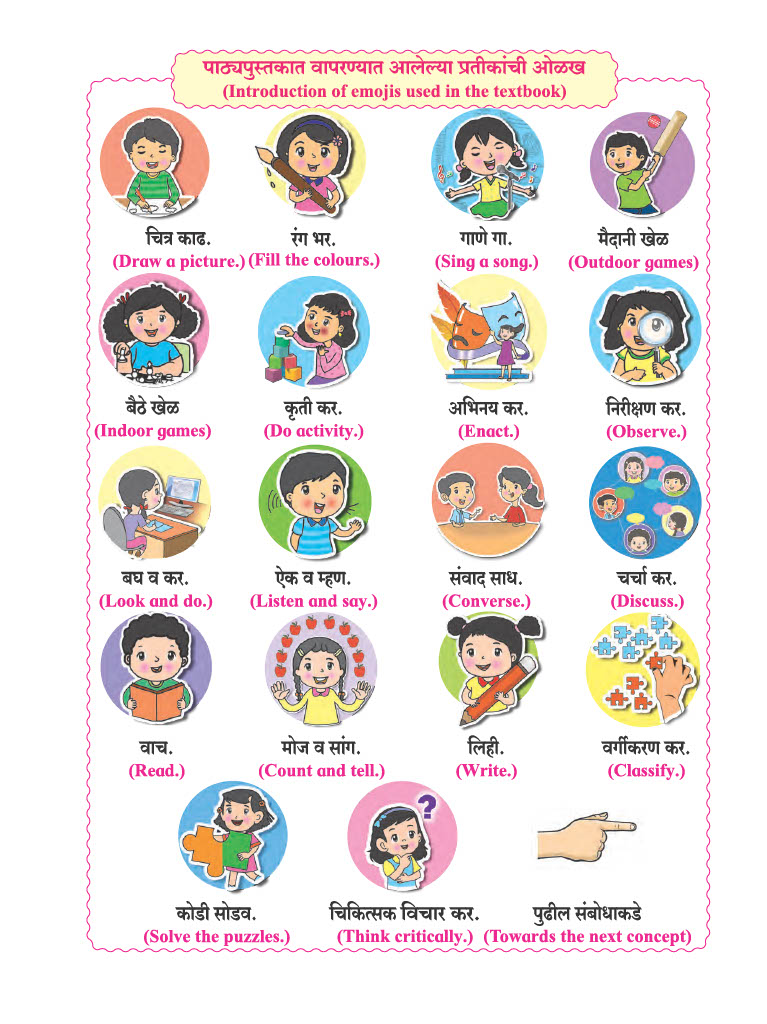 पाठ्यपुस्तकात वापरण्यात आलेल्या प्रतीकांची ओळख
(Introduction of emojis used in the textbook)
चित्र काढ.
(Draw a picture.)
रंग भर.
(Fill the colours.)
गाणे गा.
(Sing a song.)
मैदानी खेळ
(Outdoor games)
बैठे खेळ
(Indoor games)
कृती कर.
(Do activity.)
अभिनय कर.
(Enact.)
निरीक्षण कर.
(Observe.)
बघ व कर.
(Look and do.)
ऐक व म्हण.
(Listen and say.)
संवाद साध.
(Converse.)
चर्चा कर.
(Discuss.)
वाच.
(Read.)
मोज व सांग.
(Count and tell.)
लिही.
(Write.)
वर्गीकरण कर.
(Classify.)
?
कोडी सोडव.
(Solve the puzzles.)
चिकित्सक विचार कर.
(Think critically.)
पुढील संबोधाकडे
(Towards the next concept)